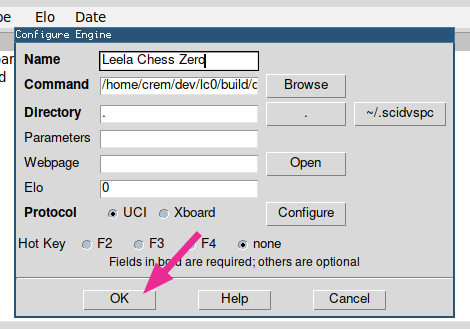 Elo Date
Configure Engine
Name Leela Chess Zero
Command /home/crem/dev/lc0/build/ Browse
Directory . . ~/.scidvspc
Parameters
Webpage Open
Elo 0
Protocol UCI Xboard Configure
Hot Key F2 F3 F4 none
Fields in bold are required; others are optional
OK Help Cancel